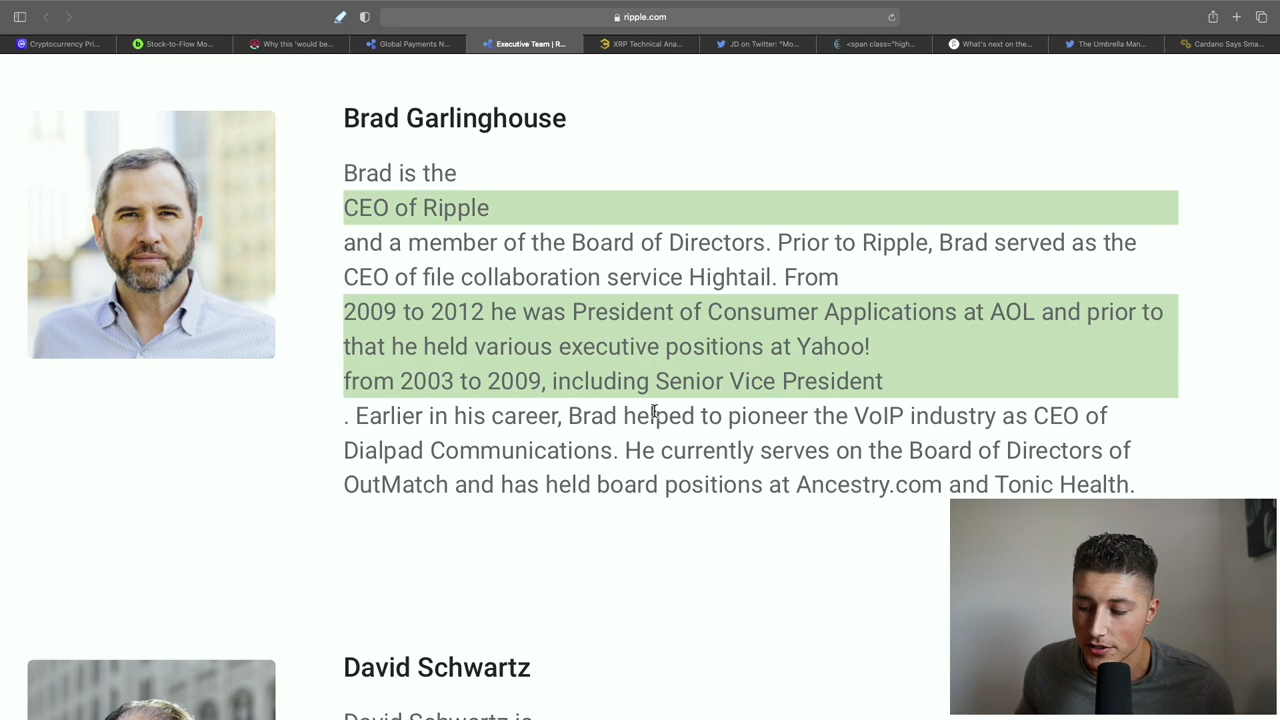 ripple.com
Cryptocurrency Pri...
Stock-to-Flow Mo...
Why this 'would be...
Global Payments N...
Executive Team | R...
XRP Technical Ana...
JD on Twitter: "Mo...
<span class="high...
What's next on the...
The Umbrella Man...
Cardano Says Sma...
Brad Garlinghouse
Brad is the
CEO of Ripple
and a member of the Board of Directors. Prior to Ripple, Brad served as the
CEO of file collaboration service Hightail. From
2009 to 2012 he was President of Consumer Applications at AOL and prior to
that he held various executive positions at Yahoo!
from 2003 to 2009, including Senior Vice President
. Earlier in his career, Brad helped to pioneer the VoIP industry as CEO of
Dialpad Communications. He currently serves on the Board of Directors of
OutMatch and has held board positions at Ancestry.com and Tonic Health.
David Schwartz
David Schwartz is